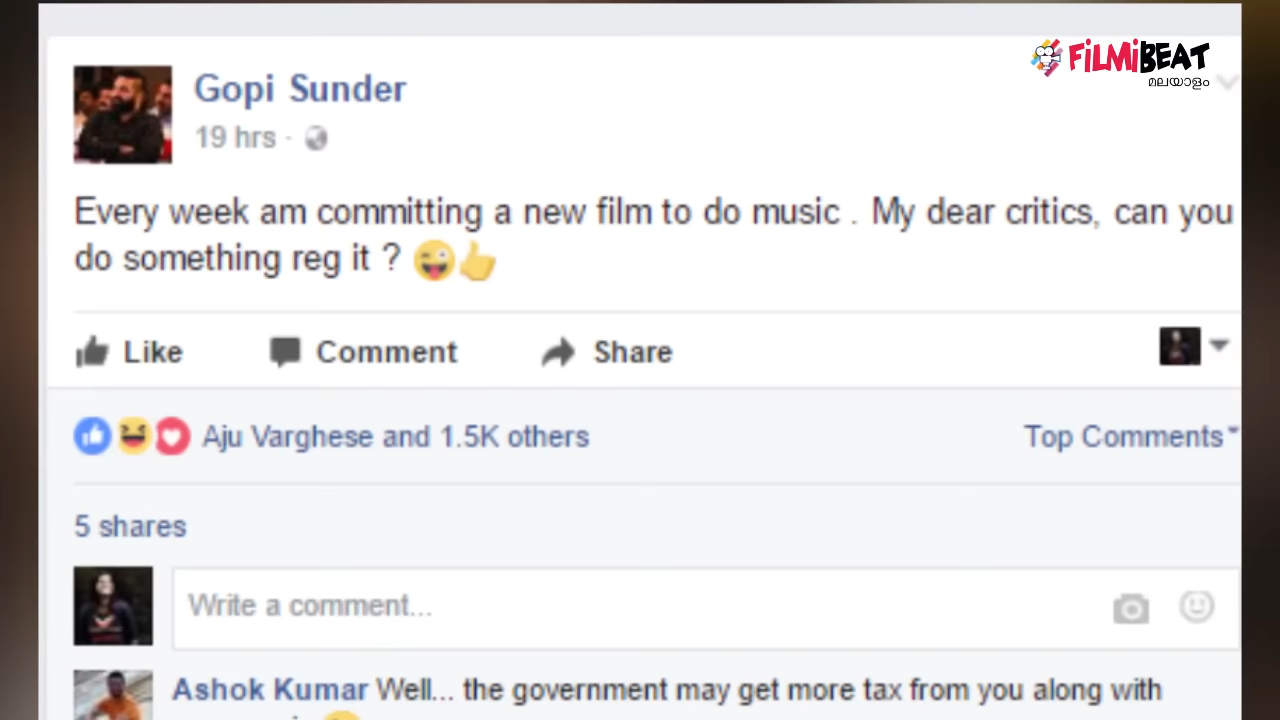 FiLMiBEAT
മലയാളം
Gopi Sunder
19 hrs ·
Every week am committing a new film to do music . My dear critics, can you
do something reg it ? 😜👍
Like Comment Share
Aju Varghese and 1.5K others Top Comments
5 shares
Write a comment...
Ashok Kumar Well... the government may get more tax from you along with